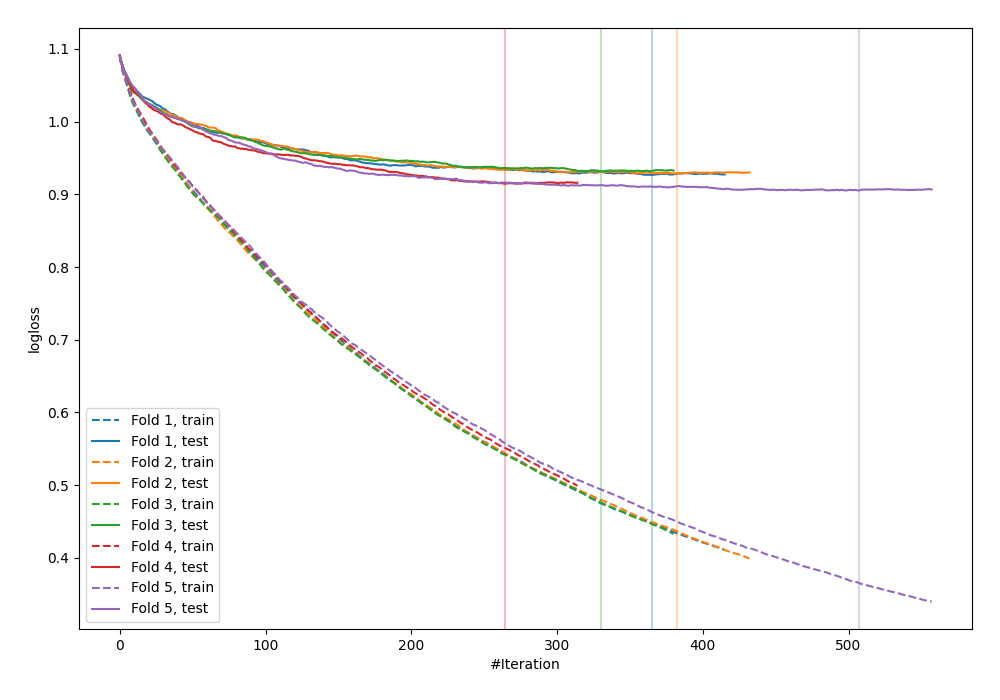 1.1
1.0
0.9
0.8
0.7
0.6
0.5
0.4
logloss
Fold 1, train
Fold 1, test
Fold 2, train
Fold 2, test
Fold 3, train
Fold 3, test
Fold 4, train
Fold 4, test
Fold 5, train
Fold 5, test
0 100 200 300 400 500
#Iteration